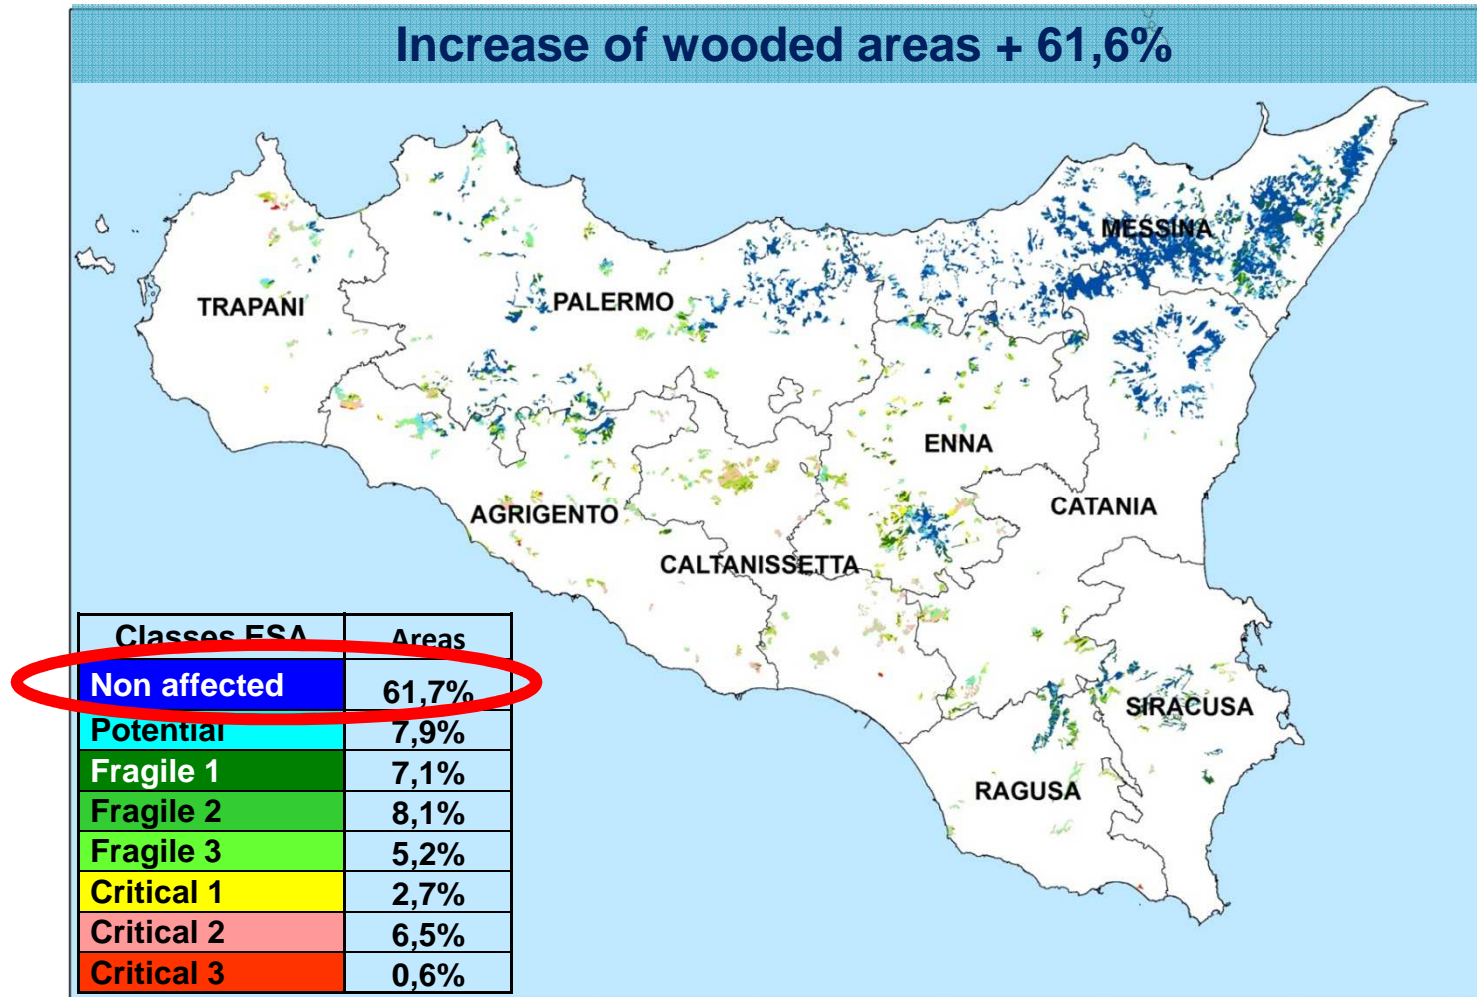 Increase of wooded areas + 61,6%
MESSINA
TRAPANI
PALERMO
ENNA
AGRIGENTO
CATANIA
CALTANISSETTA
SIRACUSA
RAGUSA
Classes ESA Areas
Non affected 61,7%
Potential 7,9%
Fragile 1 7,1%
Fragile 2 8,1%
Fragile 3 5,2%
Critical 1 2,7%
Critical 2 6,5%
Critical 3 0,6%